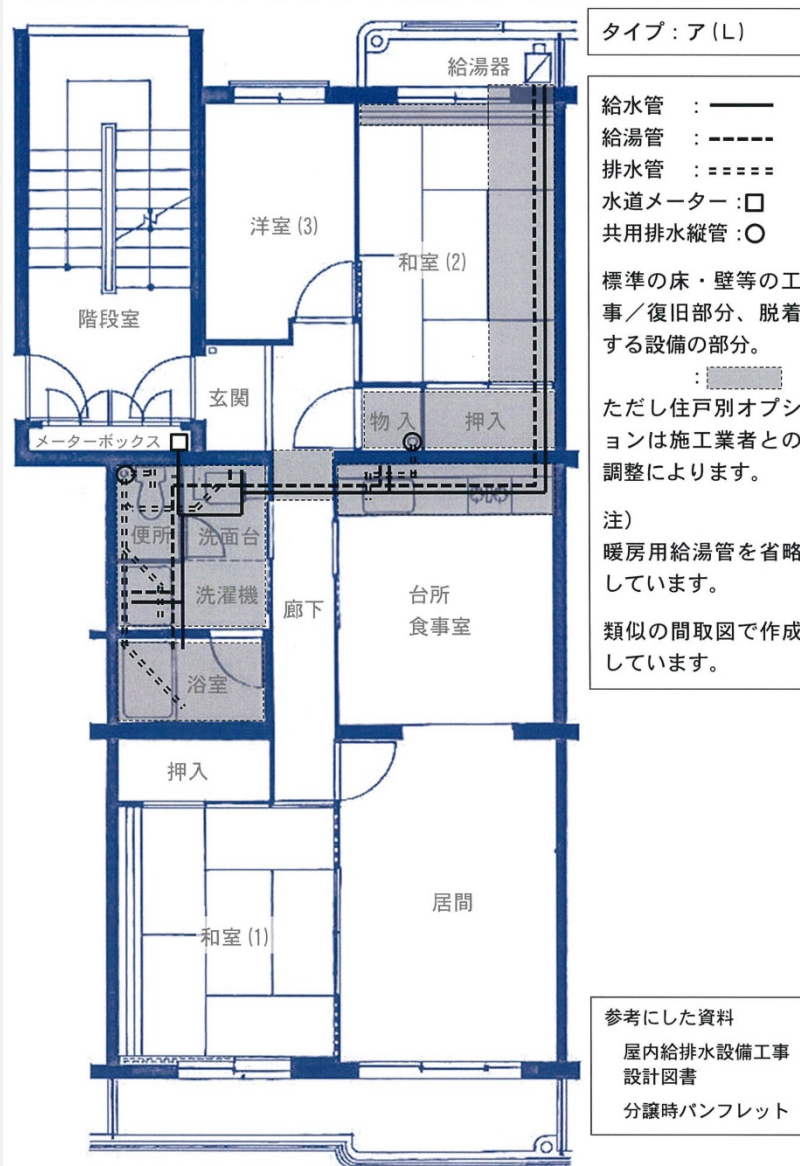 タイプ：ア(L)
給湯器
給水管　：
給湯管　：
排水管　：
水道メーター：
共用排水縦管：
標準の床・壁等の工
事／復旧部分、脱着
する設備の部分。
：
ただし住戸別オプシ
ョンは施工業者との
調整によります。
注）
暖房用給湯管を省略
しています。
類似の間取図で作成
しています。
洋室(3)
和室(2)
階段室
玄関
物入
押入
メーターボックス
便所
洗面台
洗濯機
廊下
台所
食事室
浴室
押入
居間
和室(1)
参考にした資料
屋内給排水設備工事
設計図書
分譲時パンフレット